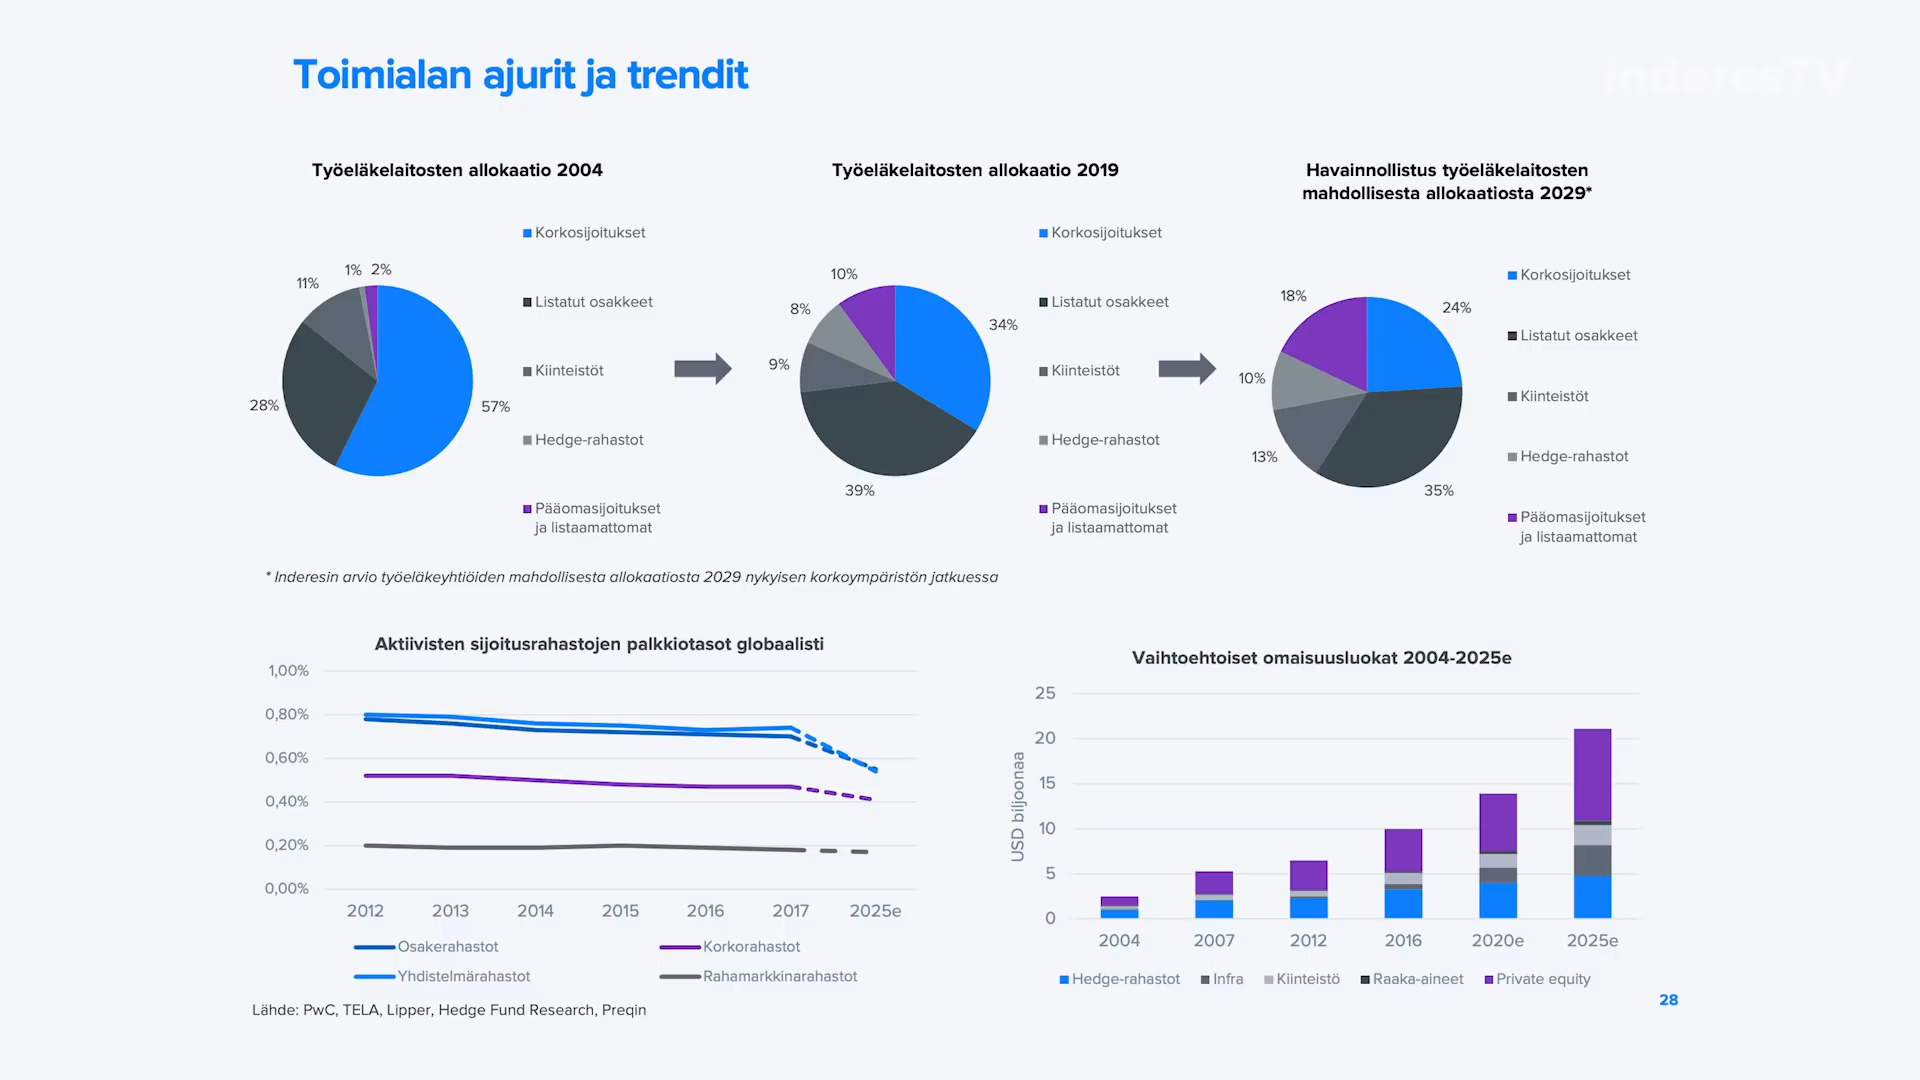 Toimialan ajurit ja trendit
InderesTV
Työeläkelaitosten allokaatio 2004
Korkosijoitukset
Listatut osakkeet
Kiinteistöt
Hedge-rahastot
Pääomasijoitukset
ja listaamattomat
11%
1%
2%
28%
57%
Työeläkelaitosten allokaatio 2019
Korkosijoitukset
Listatut osakkeet
Kiinteistöt
Hedge-rahastot
Pääomasijoitukset
ja listaamattomat
10%
8%
34%
9%
39%
Havainnollistus työeläkelaitosten
mahdollisesta allokaatiosta 2029*
Korkosijoitukset
Listatut osakkeet
Kiinteistöt
Hedge-rahastot
Pääomasijoitukset
ja listaamattomat
18%
24%
10%
13%
35%
* Inderesin arvio työeläkeyhtiöiden mahdollisesta allokaatiosta 2029 nykyisen korkoympäristön jatkuessa
Aktiivisten sijoitusrahastojen palkkiotasot globaalisti
1,00%
0,80%
0,60%
0,40%
0,20%
0,00%
2012 2013 2014 2015 2016 2017 2025e
Osakerahastot Korkorahastot
Yhdistelmärahastot Rahamarkkinarahastot
Vaihtoehtoiset omaisuusluokat 2004-2025e
USD biljoonaa
25
20
15
10
5
0
2004 2007 2012 2016 2020e 2025e
Hedge-rahastot Infra Kiinteistö Raaka-aineet Private equity
Lähde: PwC, TELA, Lipper, Hedge Fund Research, Preqin
28